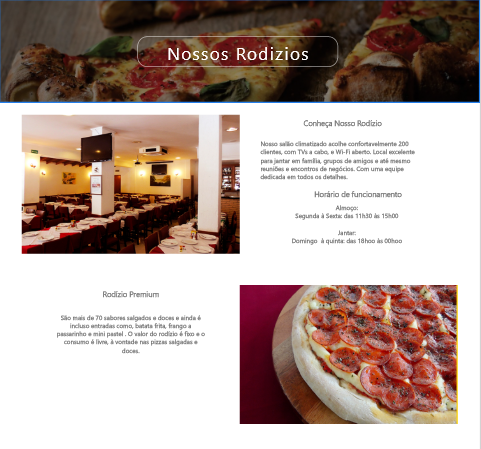 Nossos Rodizios
Conheça Nosso Rodízio
Nosso salão climatizado acolhe confortavelmente 200
clientes, com TVs a cabo, e Wi-Fi aberto. Local excelente
para jantar em família, grupos de amigos e até mesmo
reuniões e encontros de negócios. Com uma equipe
dedicada em todos os detalhes.
Horário de funcionamento
Almoço:
Segunda à Sexta: das 11h30 às 15h00
Jantar:
Domingo à quinta: das 18hoo às 00hoo
Rodízio Premium
São mais de 70 sabores salgados e doces e ainda é
incluso entradas como, batata frita, frango a
passarinho e mini pastel . O valor do rodízio é fixo e o
consumo é livre, à vontade nas pizzas salgadas e
doces.